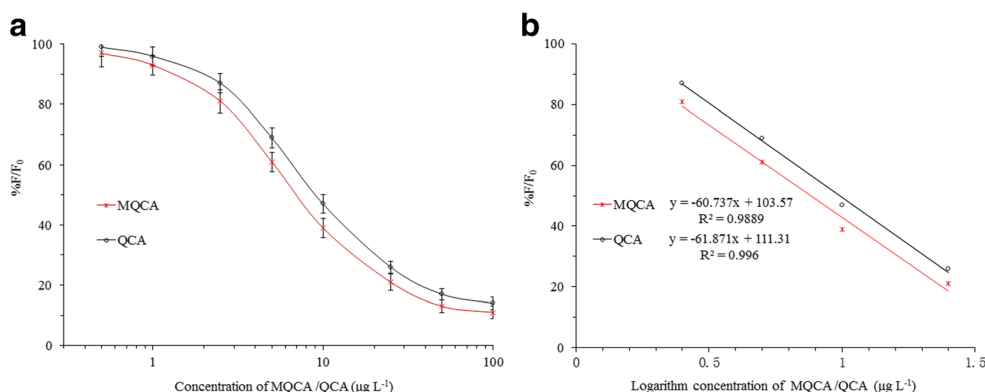 a
100
80
60
40
20
0
%F/F0
MQCA
QCA
1
10
100
Concentration of MQCA/QCA (µg L-1)
b
100
80
60
40
20
0
%F/F0
MQCA y = -60.737x + 103.57
R² = 0.9889
QCA y = -61.871x + 111.31
R² = 0.996
0
0.5
1
1.5
Logarithm concentration of MQCA/QCA (µg L-1)